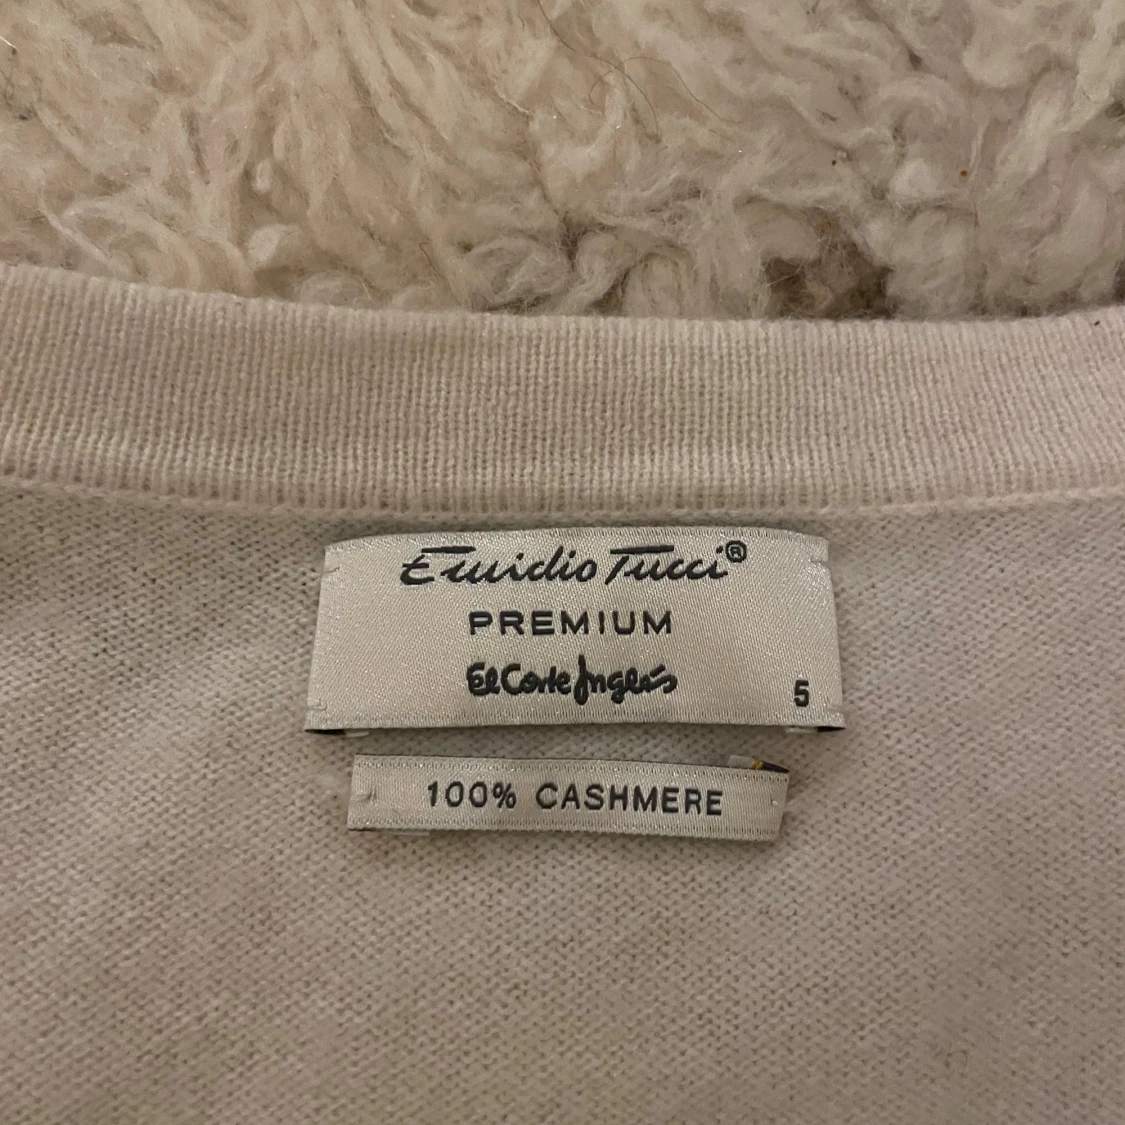 Emidio Tucci®
PREMIUM
El Corte Inglés
5
100% CASHMERE